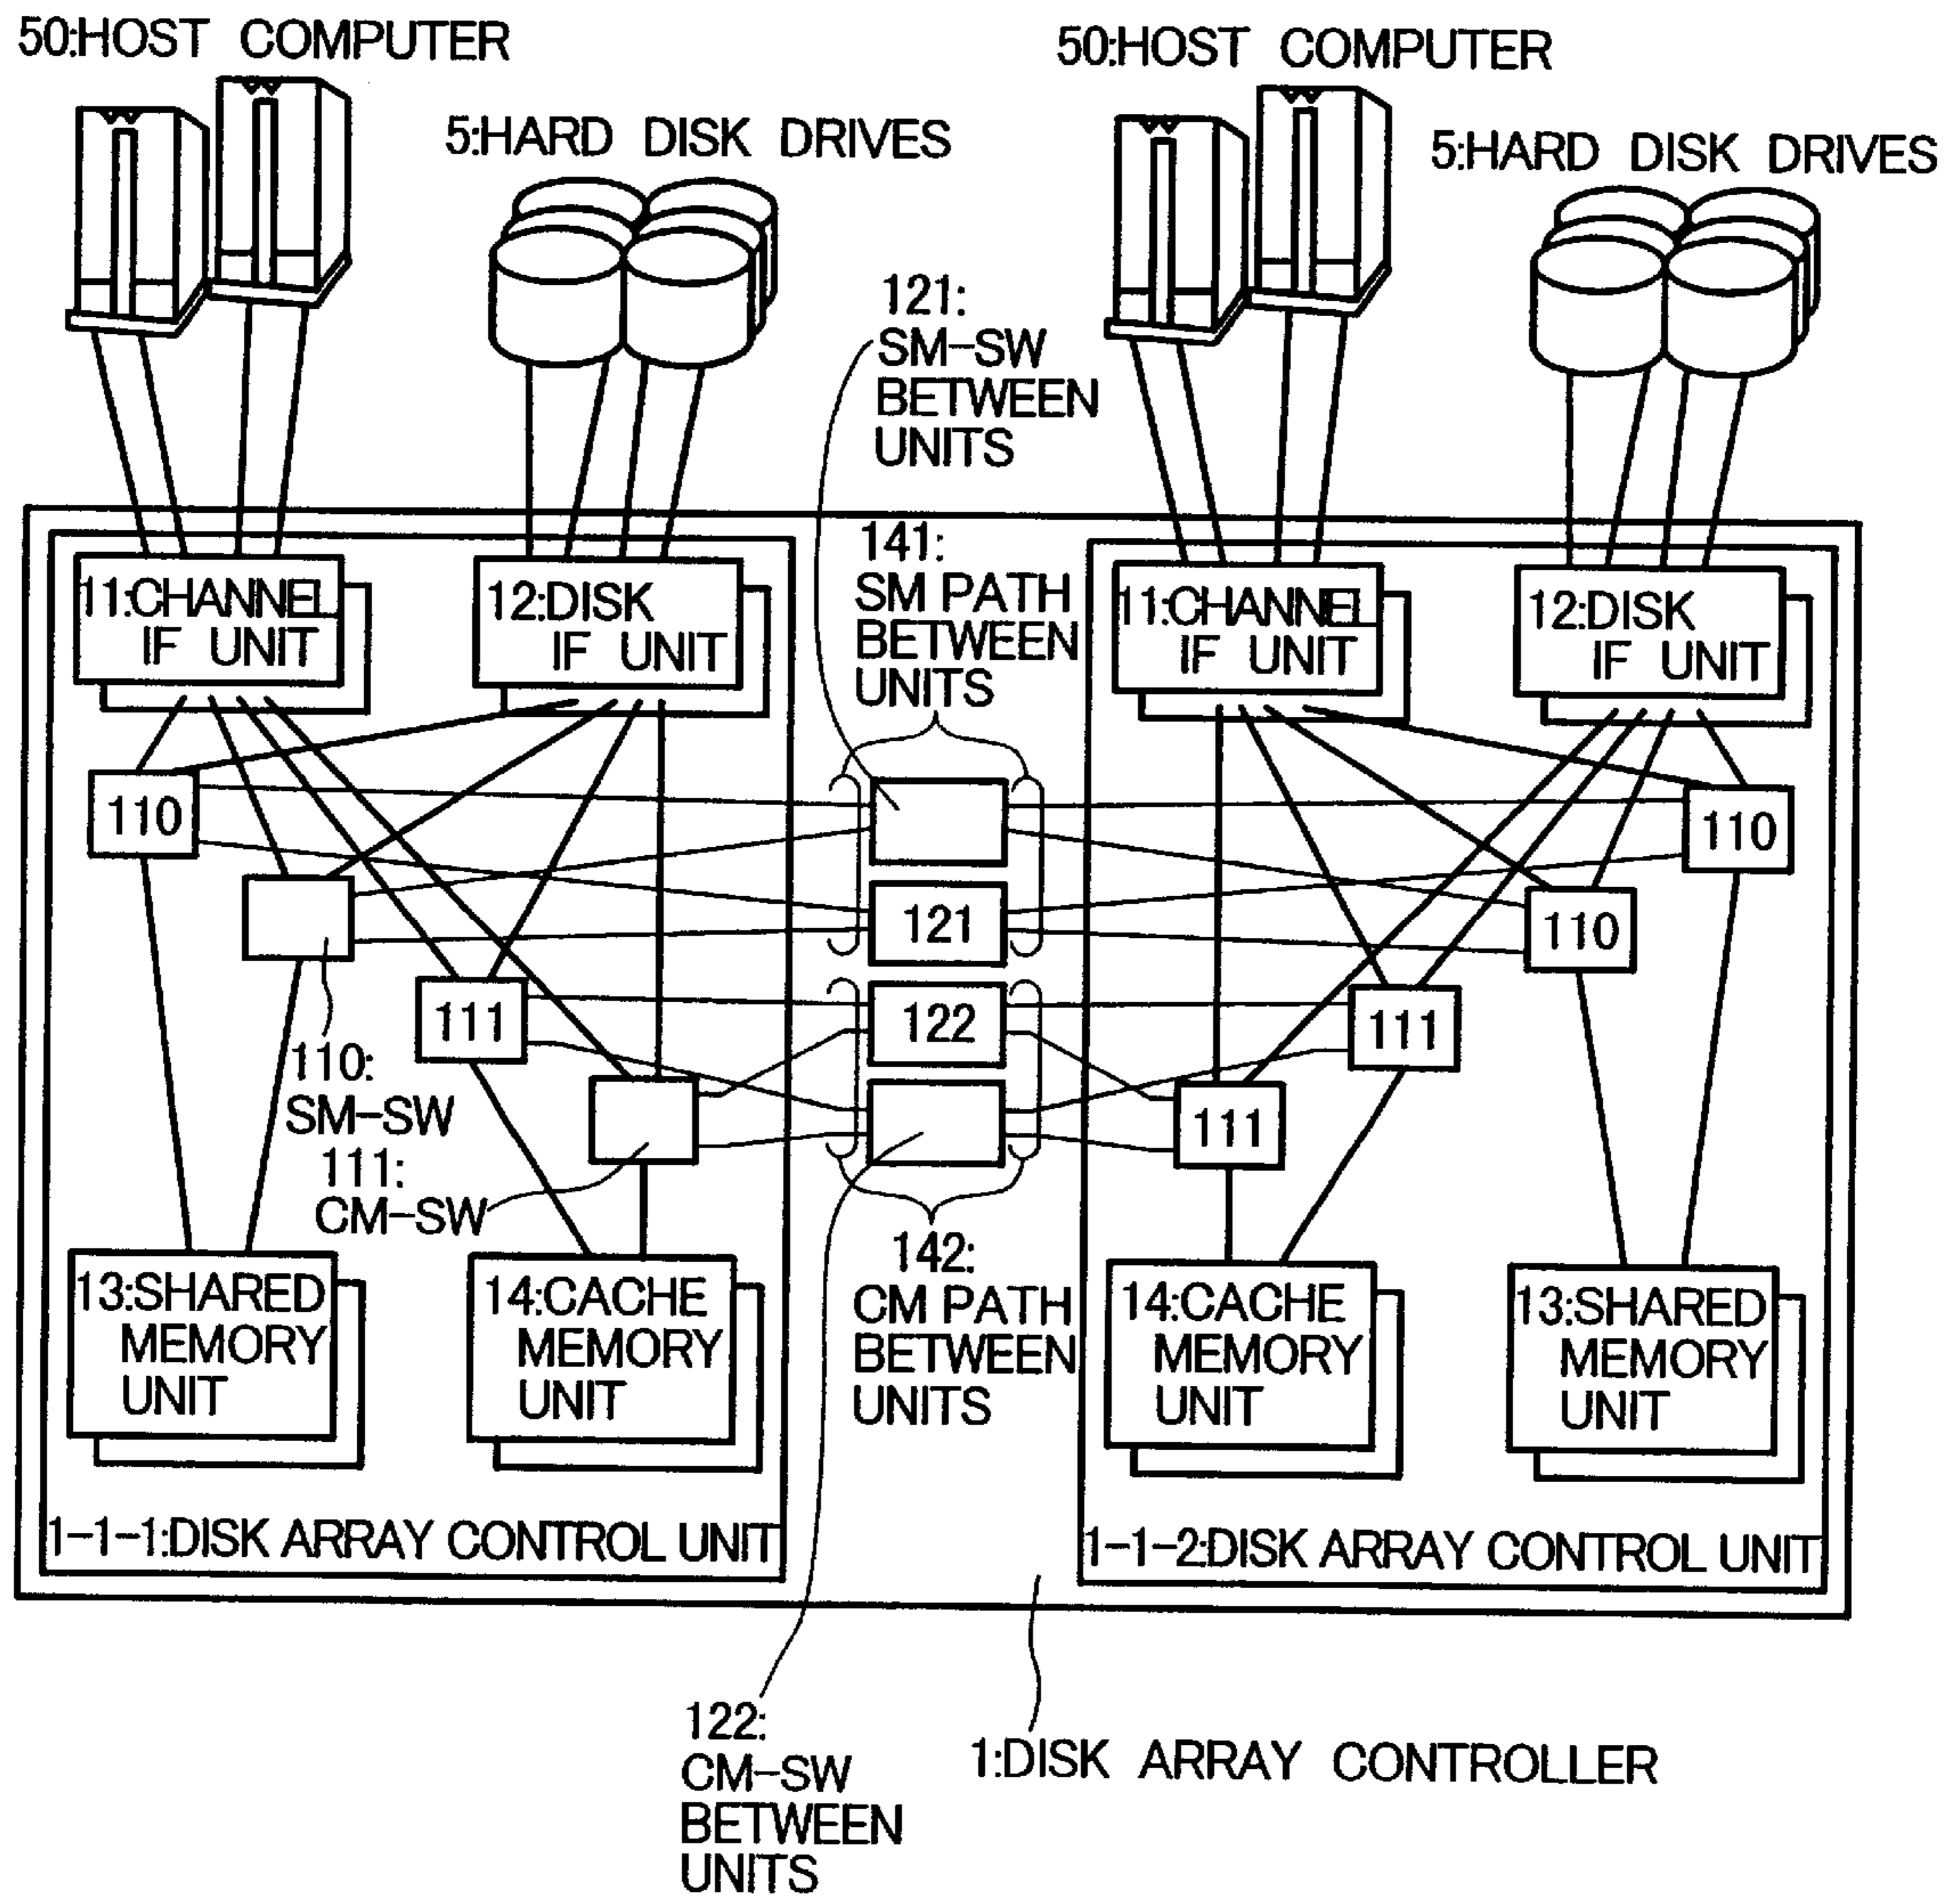 50:HOST COMPUTER
50:HOST COMPUTER
5:HARD DISK DRIVES
5:HARD DISK DRIVES
121:
SM-SW
BETWEEN
UNITS
141:
SM PATH
BETWEEN
UNITS
11:CHANNEL
IF UNIT
12:DISK
IF UNIT
11:CHANNEL
IF UNIT
12:DISK
IF UNIT
110
110
121
110
111
122
111
110:
SM-SW
111:
CM-SW
111
142:
CM PATH
BETWEEN
UNITS
13:SHARED
MEMORY
UNIT
14:CACHE
MEMORY
UNIT
14:CACHE
MEMORY
UNIT
13:SHARED
MEMORY
UNIT
1-1-1:DISK ARRAY CONTROL UNIT
1-1-2:DISK ARRAY CONTROL UNIT
122:
CM-SW
BETWEEN
UNITS
1:DISK ARRAY CONTROLLER